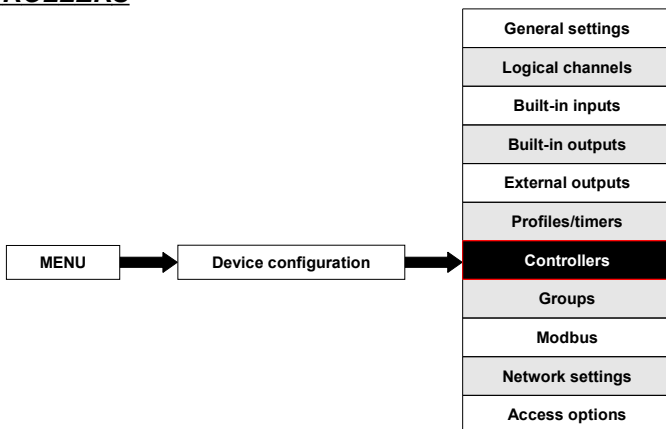 General settings
Logical channels
Built-in inputs
Built-in outputs
External outputs
Profiles/timers
MENU
Device configuration
Controllers
Groups
Modbus
Network settings
Access options